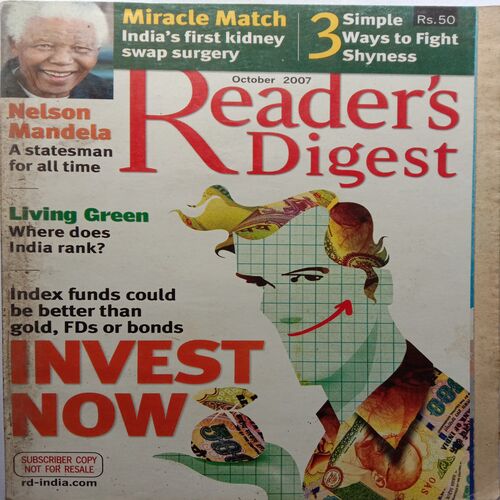 Miracle Match
India's first kidney
swap surgery
3 Simple
Ways to Fight
Shyness
Rs.50
October 2007
Reader's
Digest
Nelson
Mandela
A statesman
for all time
Living Green
Where does
India rank?
Index funds could
be better than
gold, FDs or bonds
INVEST
NOW
SUBSCRIBER COPY
NOT FOR RESALE
rd-india.com